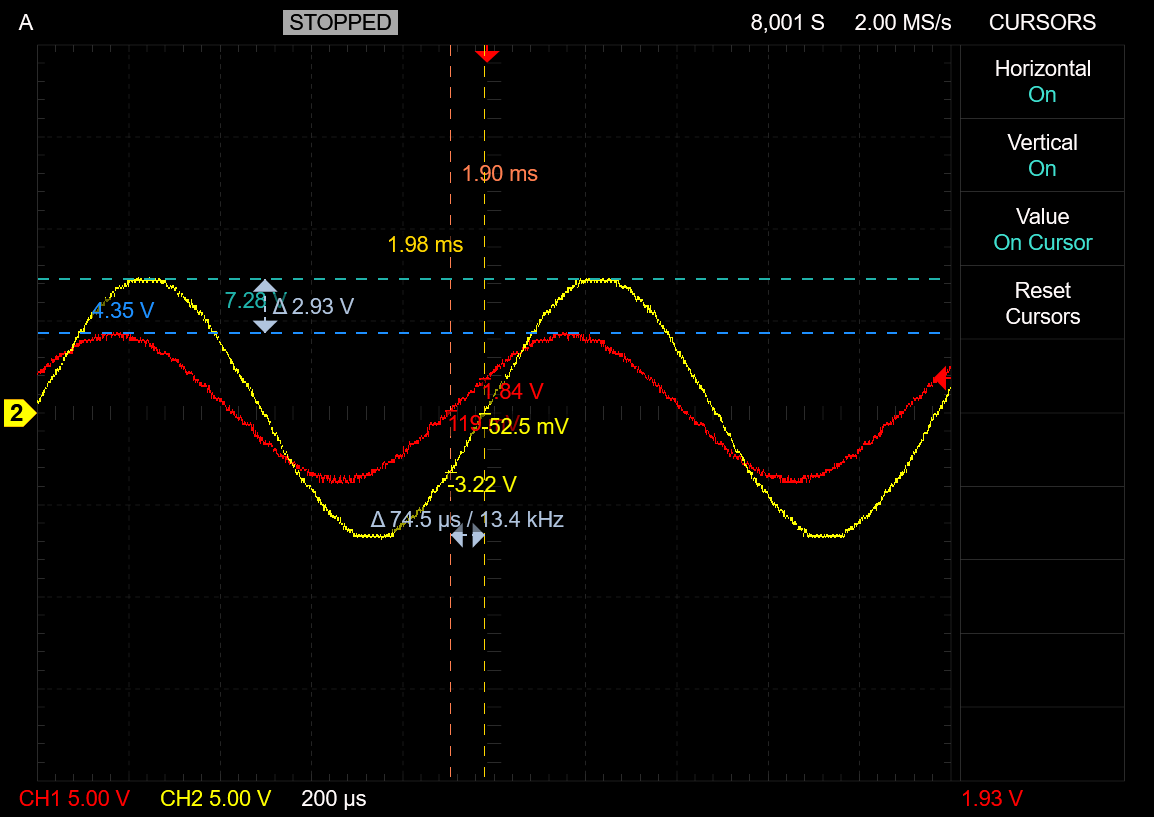 A
STOPPED
8,001 S
2.00 MS/s
CURSORS
Horizontal
On
Vertical
On
1.90 ms
Value
On Cursor
1.98 ms
Reset
Cursors
7.28 V
Δ 2.93 V
4.35 V
1.84 V
2
119
-52.5 mV
-3.22 V
Δ 74.5 µs / 13.4 kHz
CH1 5.00 V
CH2 5.00 V
200 µs
1.93 V